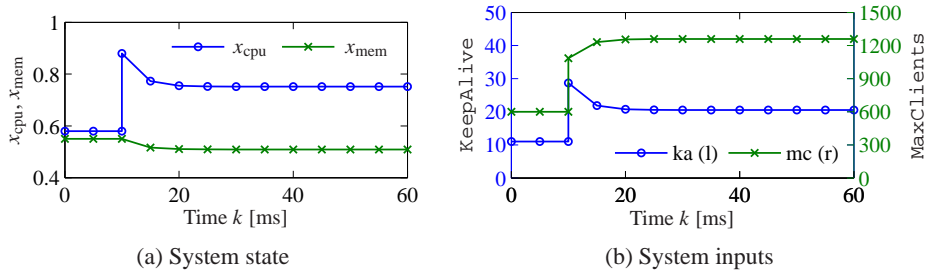 1
0.8
0.6
0.4
x_cpu, x_mem
x_cpu x_mem
0 20 40 60
Time k [ms]
(a) System state
50
40
30
20
10
0
KeepAlive
1500
1200
900
600
300
0
MaxClients
ka (l) mc (r)
0 20 40 60
Time k [ms]
(b) System inputs